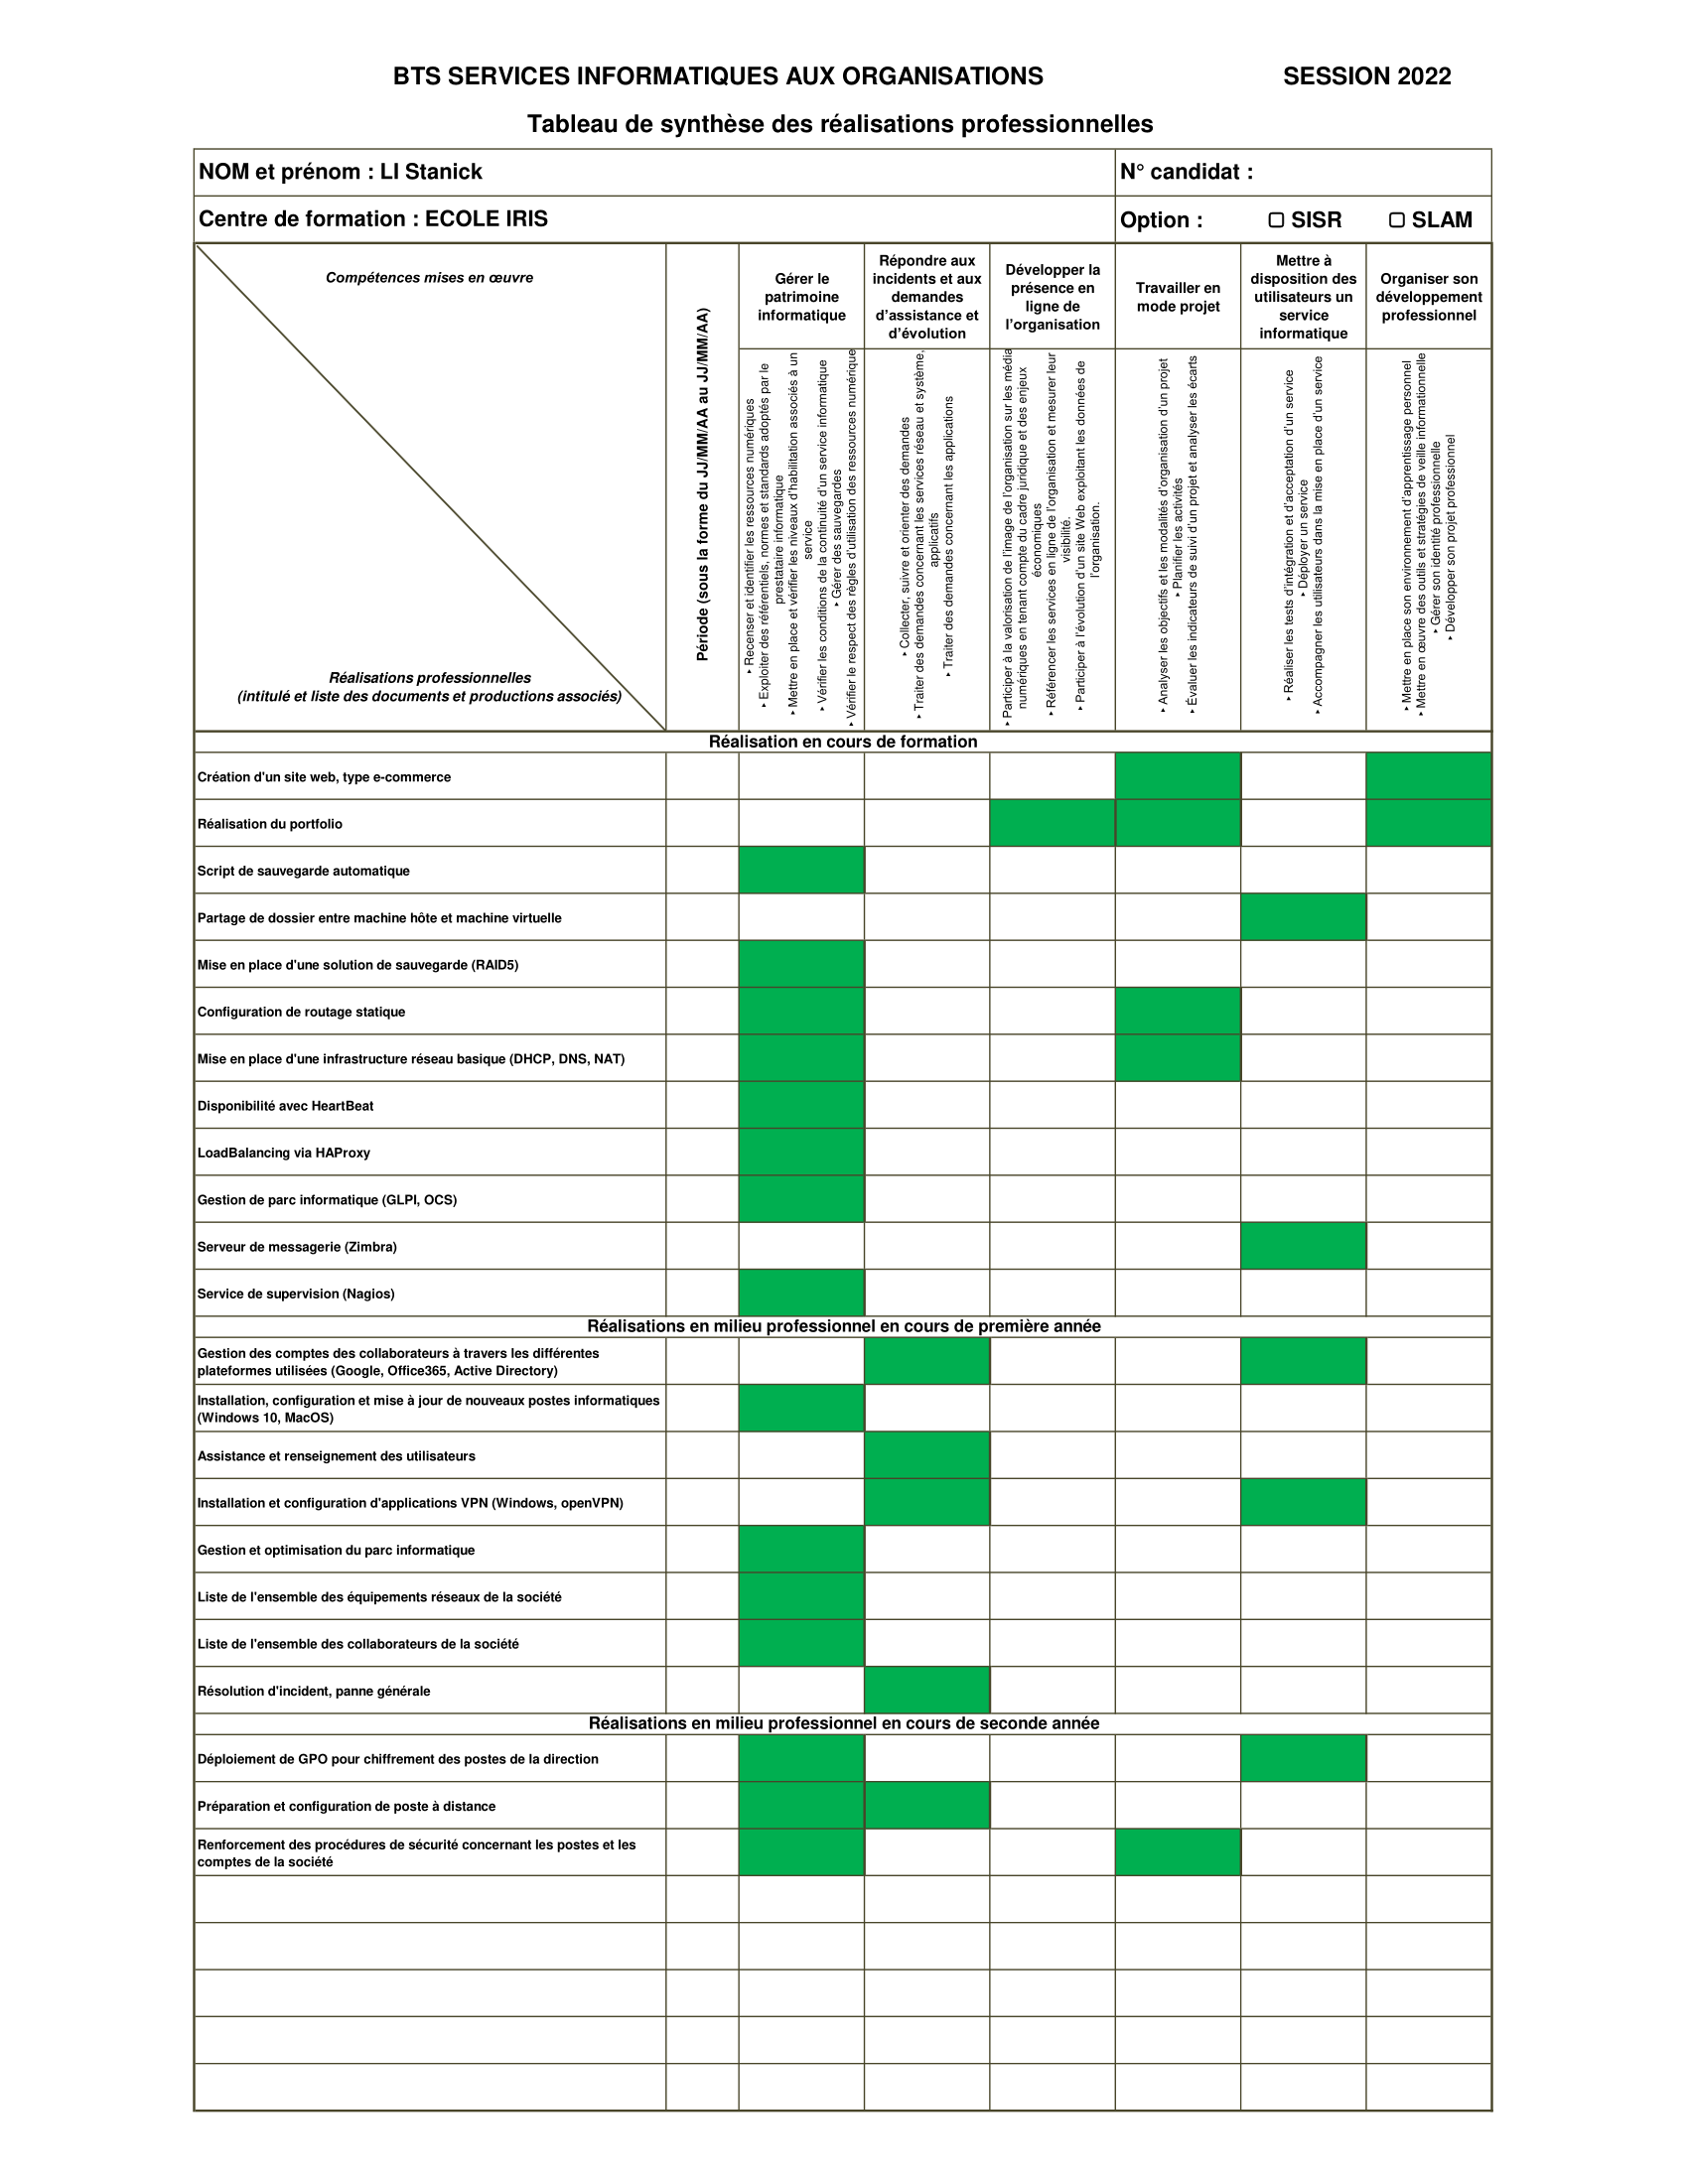 BTS SERVICES INFORMATIQUES AUX ORGANISATIONS SESSION 2022
Tableau de synthèse des réalisations professionnelles
NOM et prénom : LI Stanick
N° candidat :
Centre de formation : ECOLE IRIS
Option : ☐ SISR ☐ SLAM
Compétences mises en œuvre
Réalisations professionnelles
(intitulé et liste des documents et productions associés)
Période (sous la forme du JJ/MM/AA au JJ/MM/AA)
Gérer le
patrimoine
informatique
Répondre aux
incidents et aux
demandes
d’assistance et
d’évolution
Développer la
présence en
ligne de
l’organisation
Travailler en
mode projet
Mettre à
disposition des
utilisateurs un
service
informatique
Organiser son
développement
professionnel
‣ Recenser et identifier les ressources numériques
‣ Exploiter des référentiels, normes et standards adoptés par le
prestataire informatique
‣ Mettre en place et vérifier les niveaux d’habilitation associés à un
service
‣ Vérifier les conditions de la continuité d’un service informatique
‣ Gérer des sauvegardes
‣ Vérifier le respect des règles d’utilisation des ressources numérique
‣ Collecter, suivre et orienter des demandes
‣ Traiter des demandes concernant les services réseau et système,
applicatifs
‣ Traiter des demandes concernant les applications
‣ Participer à la valorisation de l’image de l’organisation sur les média
numériques en tenant compte du cadre juridique et des enjeux
économiques
‣ Référencer les services en ligne de l’organisation et mesurer leur
visibilité.
‣ Participer à l’évolution d’un site Web exploitant les données de
l’organisation.
‣ Analyser les objectifs et les modalités d’organisation d’un projet
‣ Planifier les activités
‣ Évaluer les indicateurs de suivi d’un projet et analyser les écarts
‣ Réaliser les tests d’intégration et d’acceptation d’un service
‣ Déployer un service
‣ Accompagner les utilisateurs dans la mise en place d’un service
‣ Mettre en place son environnement d’apprentissage personnel
‣ Mettre en œuvre des outils et stratégies de veille informationnelle
‣ Gérer son identité professionnelle
‣ Développer son projet professionnel
Réalisation en cours de formation
Création d'un site web, type e-commerce
Réalisation du portfolio
Script de sauvegarde automatique
Partage de dossier entre machine hôte et machine virtuelle
Mise en place d'une solution de sauvegarde (RAID5)
Configuration de routage statique
Mise en place d'une infrastructure réseau basique (DHCP, DNS, NAT)
Disponibilité avec HeartBeat
LoadBalancing via HAProxy
Gestion de parc informatique (GLPI, OCS)
Serveur de messagerie (Zimbra)
Service de supervision (Nagios)
Réalisations en milieu professionnel en cours de première année
Gestion des comptes des collaborateurs à travers les différentes
plateformes utilisées (Google, Office365, Active Directory)
Installation, configuration et mise à jour de nouveaux postes informatiques
(Windows 10, MacOS)
Assistance et renseignement des utilisateurs
Installation et configuration d'applications VPN (Windows, openVPN)
Gestion et optimisation du parc informatique
Liste de l'ensemble des équipements réseaux de la société
Liste de l'ensemble des collaborateurs de la société
Résolution d'incident, panne générale
Réalisations en milieu professionnel en cours de seconde année
Déploiement de GPO pour chiffrement des postes de la direction
Préparation et configuration de poste à distance
Renforcement des procédures de sécurité concernant les postes et les
comptes de la société